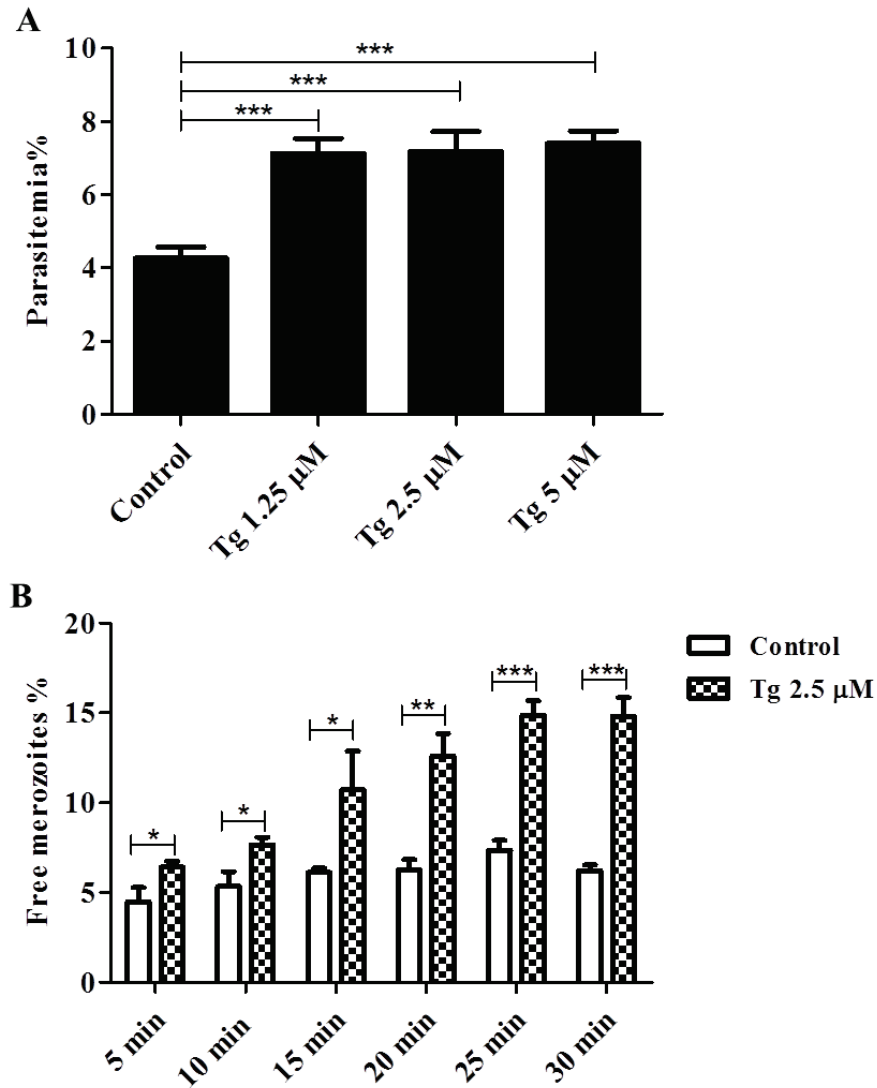 A
***
***
***
10
8
6
4
2
0
Parasitemia%
Control
Tg 1.25 µM
Tg 2.5 µM
Tg 5 µM
B
20
15
10
5
0
Free merozoites %
*
*
*
**
***
***
Control
Tg 2.5 µM
5 min
10 min
15 min
20 min
25 min
30 min